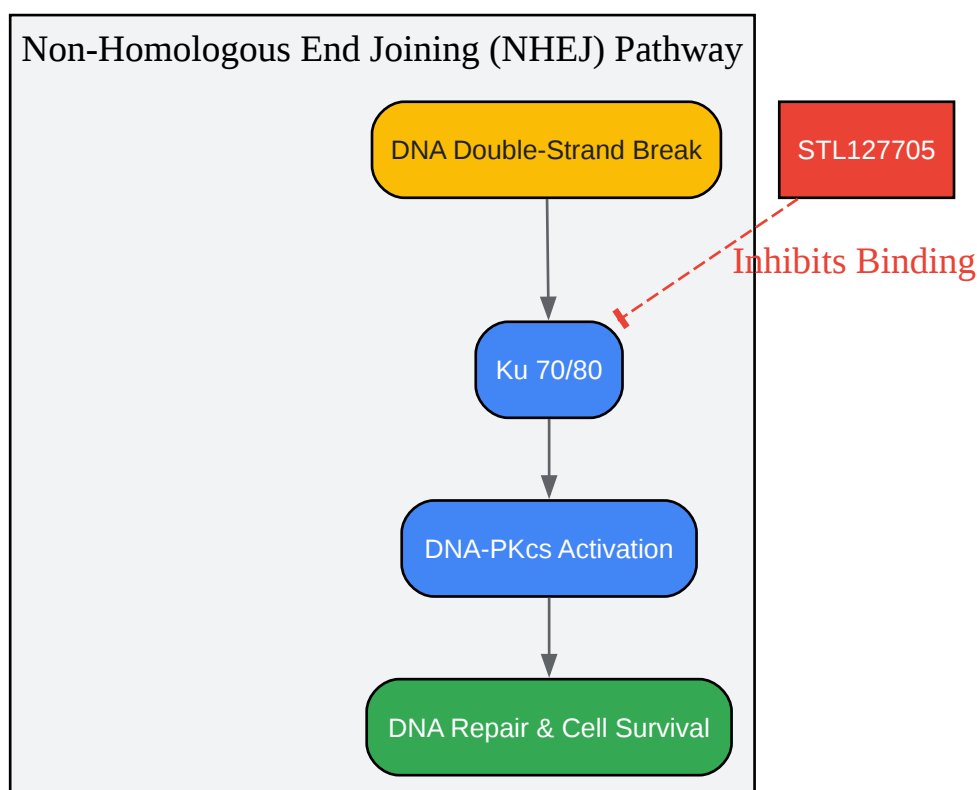 Non-Homologous End Joining (NHEJ) Pathway
DNA Double-Strand Break
STL127705
Inhibits Binding
Ku 70/80
DNA-PKcs Activation
DNA Repair & Cell Survival